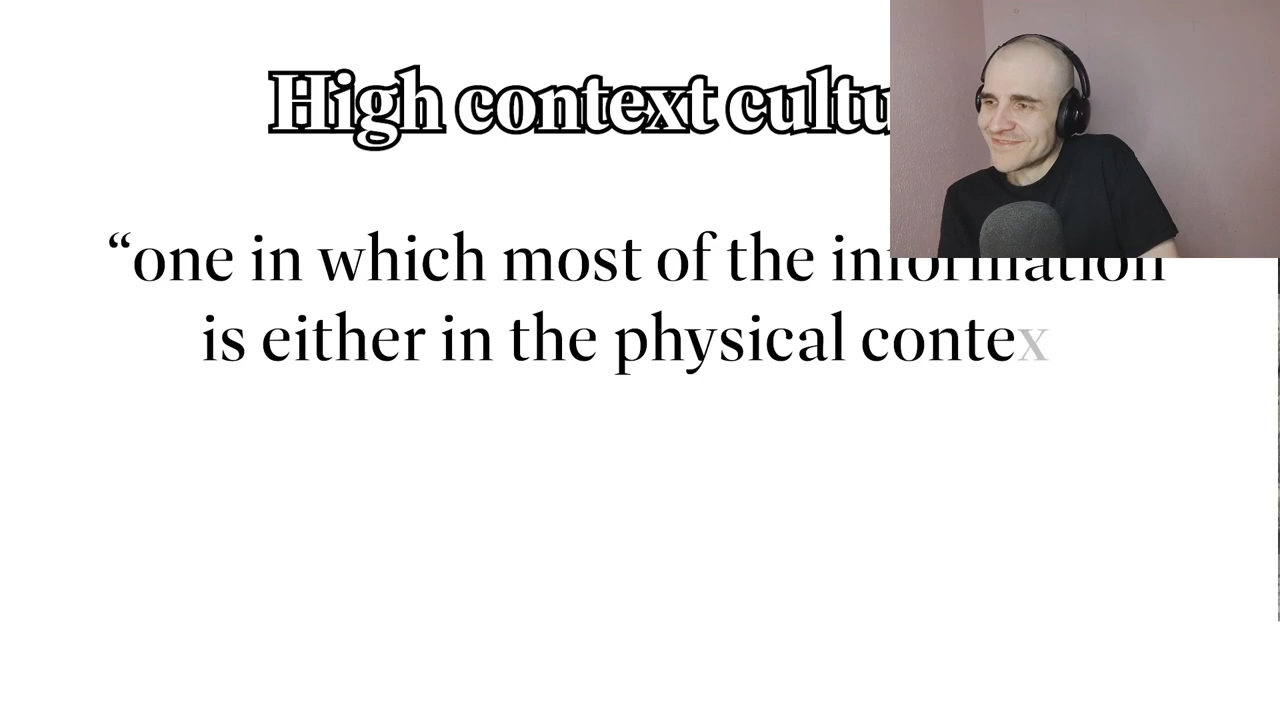 High context cultu
“one in which most of the information
is either in the physical contex